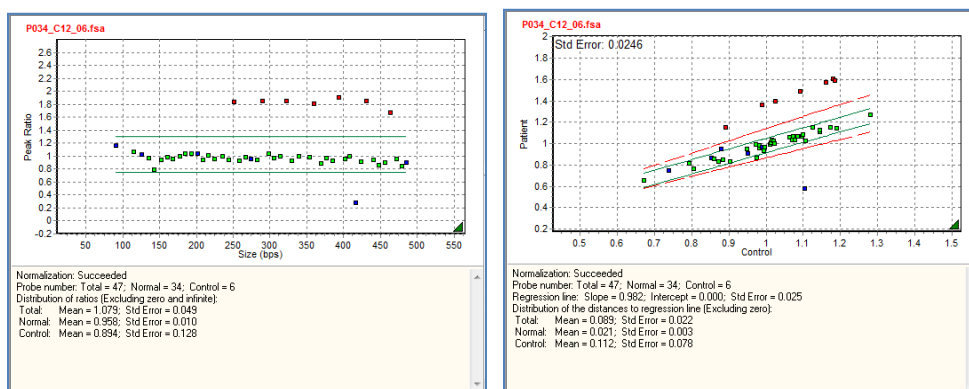 P034_C12_06.fsa
Peak Ratio
2.6
2.4
2.2
2
1.8
1.6
1.4
1.2
1
0.8
0.6
0.4
0.2
0
-0.2
50 100 150 200 250 300 350 400 450 500 550
Size (bps)
Normalization: Succeeded
Probe number: Total = 47; Normal = 34; Control = 6
Distribution of ratios (Excluding zero and infinite):
Total: Mean = 1.079; Std Error = 0.049
Normal: Mean = 0.958; Std Error = 0.010
Control: Mean = 0.894; Std Error = 0.128
P034_C12_06.fsa
Std Error: 0.0246
Patient
2
1.8
1.6
1.4
1.2
1
0.8
0.6
0.4
0.2
0.5 0.6 0.7 0.8 0.9 1 1.1 1.2 1.3 1.4 1.5
Control
Normalization: Succeeded
Probe number: Total = 47; Normal = 34; Control = 6
Regression line: Slope = 0.982; Intercept = 0.000; Std Error = 0.025
Distribution of the distances to regression line (Excluding zero):
Total: Mean = 0.089; Std Error = 0.022
Normal: Mean = 0.021; Std Error = 0.003
Control: Mean = 0.112; Std Error = 0.078